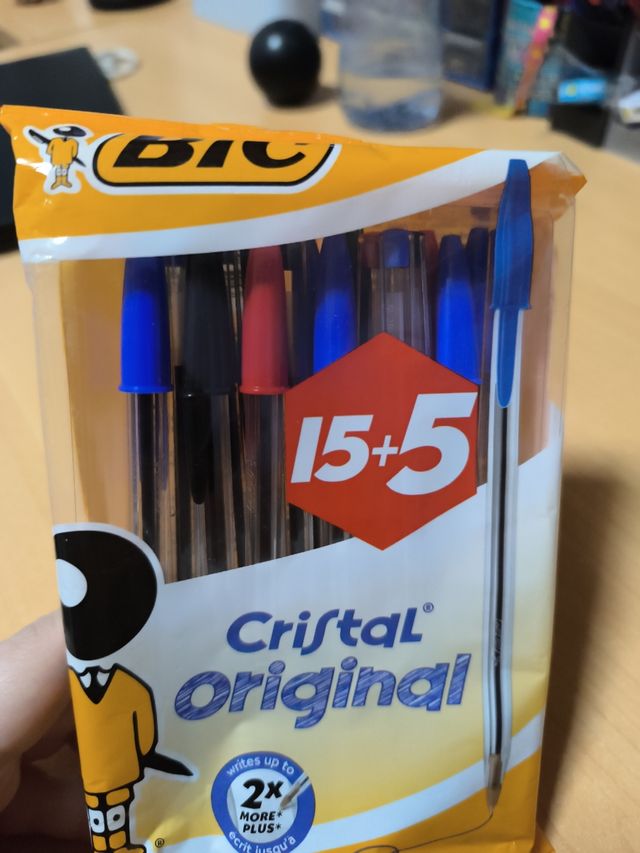 BIC
15+5
Cristal®
Original
writes up to
2x
MORE*
PLUS*
écrit jusqu'à
®